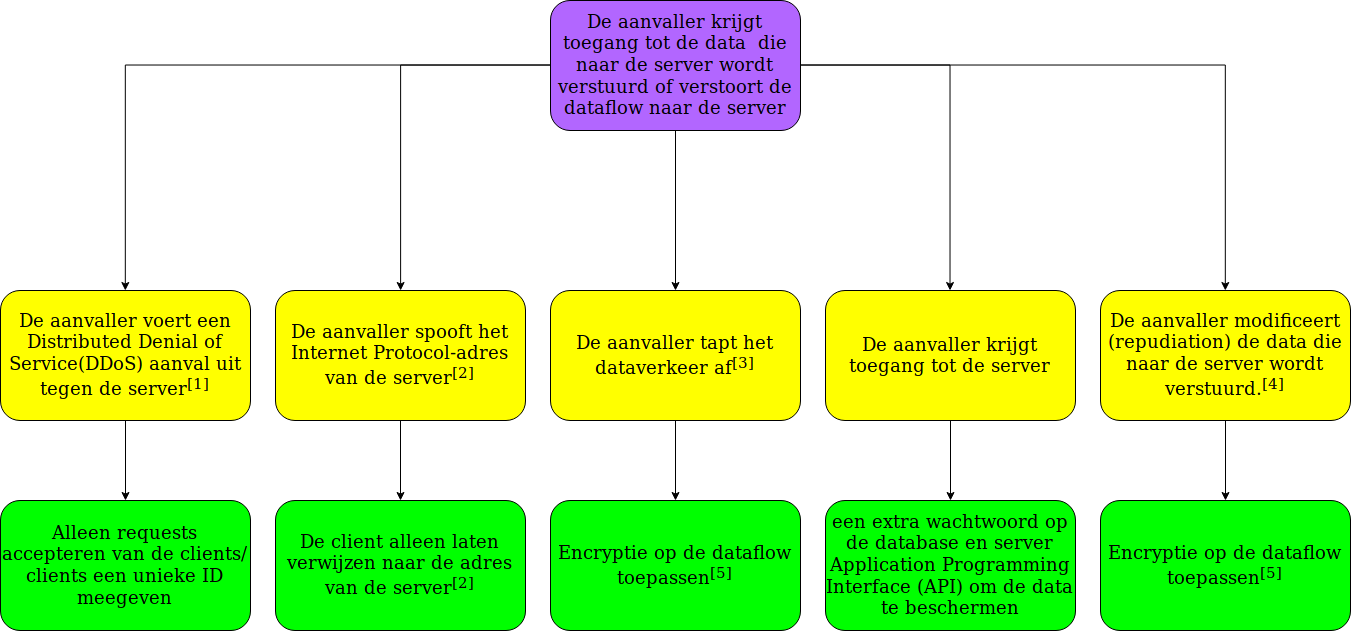 De aanvaller krijgt
toegang tot de data  die
naar de server wordt
verstuurd of verstoort de
dataflow naar de server
De aanvaller voert een
Distributed Denial of
Service(DDoS) aanval uit
tegen de server[1]
De aanvaller spooft het
Internet Protocol-adres
van de server[2]
De aanvaller tapt het
dataverkeer af[3]
De aanvaller krijgt
toegang tot de server
De aanvaller modificeert
(repudiation) de data die
naar de server wordt
verstuurd.[4]
Alleen requests
accepteren van de clients/
clients een unieke ID
meegeven
De client alleen laten
verwijzen naar de adres
van de server[2]
Encryptie op de dataflow
toepassen[5]
een extra wachtwoord op
de database en server
Application Programming
Interface (API) om de data
te beschermen
Encryptie op de dataflow
toepassen[5]